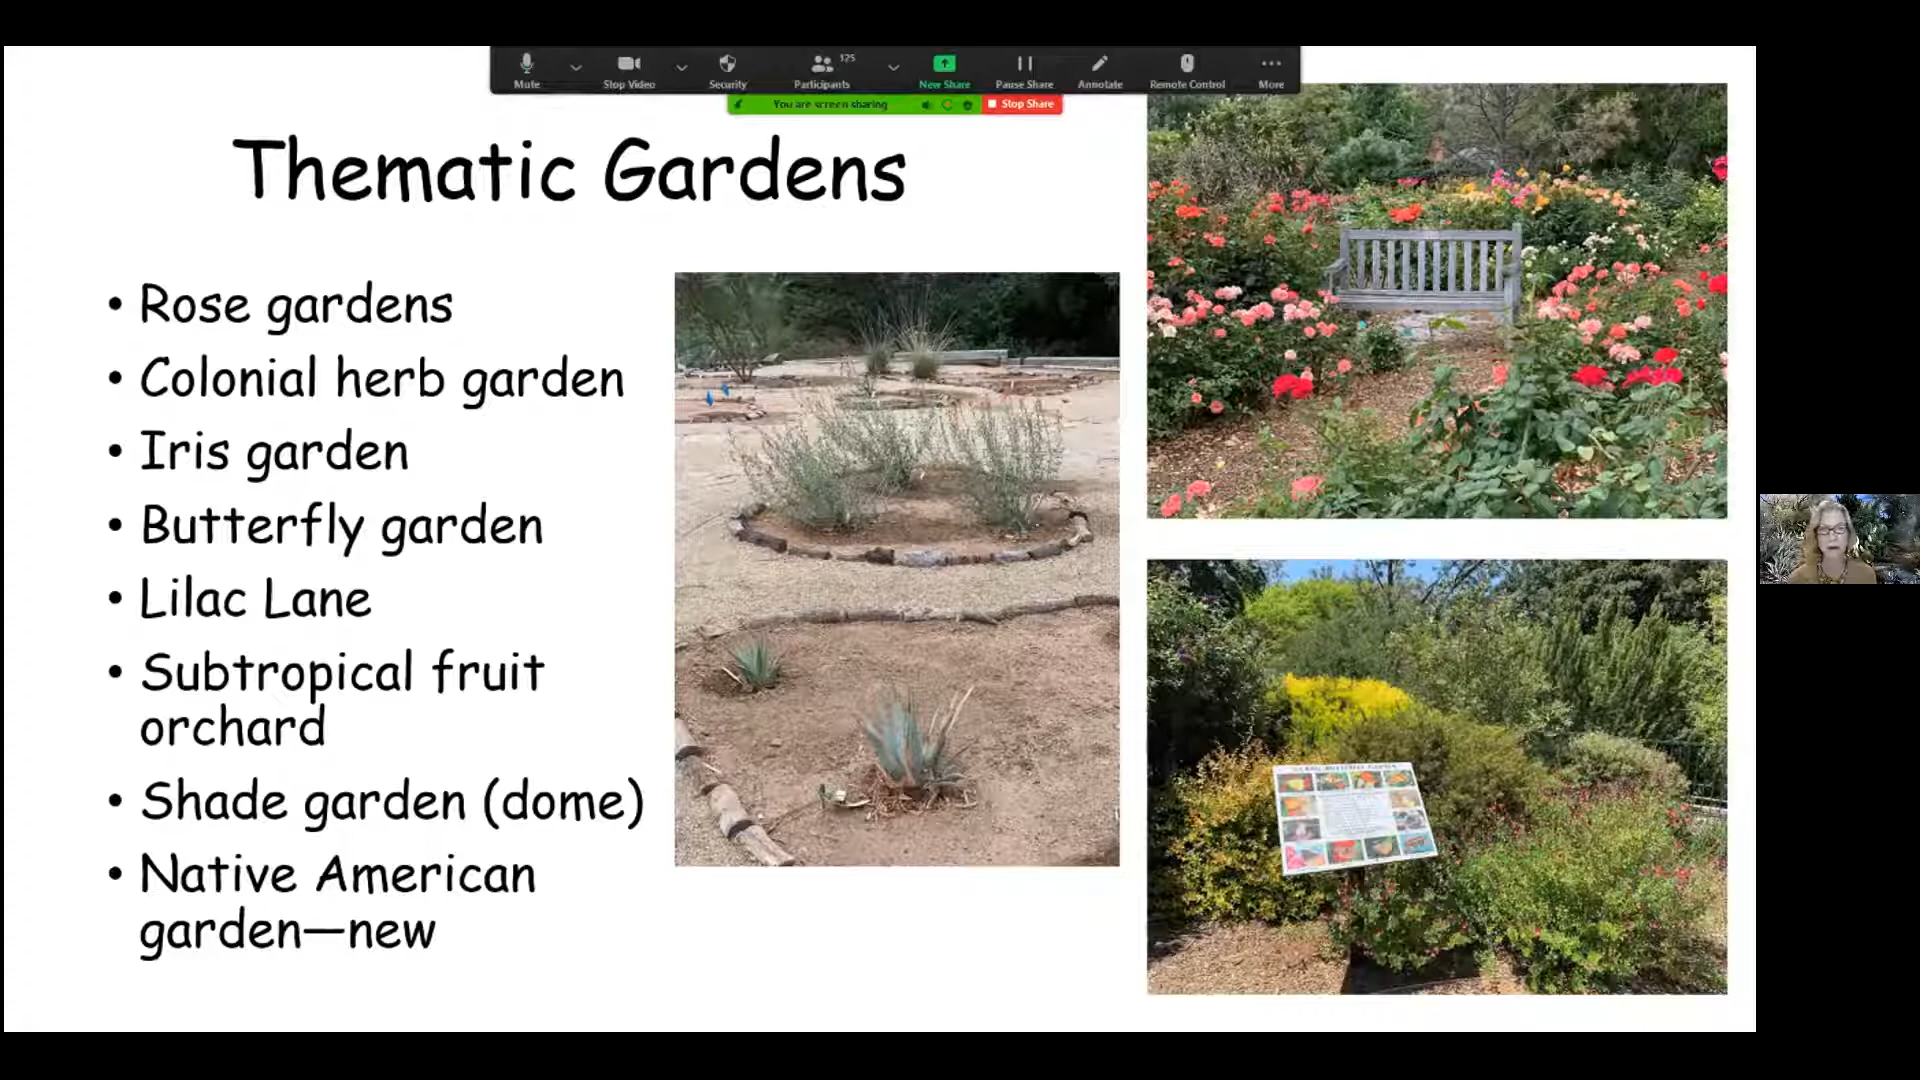 125
Mute
Stop Video
Security
Participants
New Share
Pause Share
Annotate
Remote Control
More
You are screen sharing
Stop Share
Thematic Gardens
• Rose gardens
• Colonial herb garden
• Iris garden
• Butterfly garden
• Lilac Lane
• Subtropical fruit
orchard
• Shade garden (dome)
• Native American
garden—new